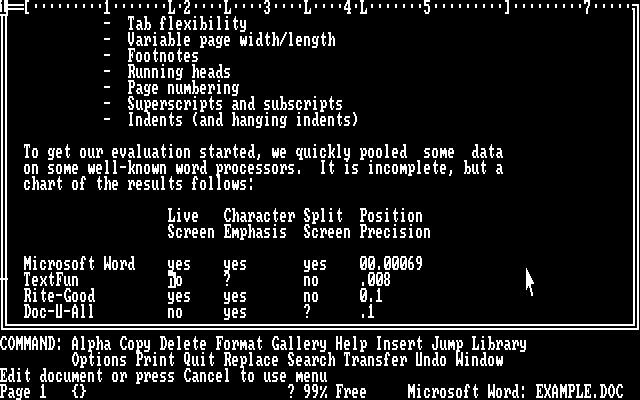 1=[·········1·········L·2·····L···3·········L····4·L·······5·········]·········7·····
- Tab flexibility
- Variable page width/length
- Footnotes
- Running heads
- Page numbering
- Superscripts and subscripts
- Indents (and hanging indents)
To get our evaluation started, we quickly pooled  some  data
on some well-known word processors.  It is incomplete, but a
chart of the results follows:
Live Character Split Position
Screen Emphasis Screen Precision
Microsoft Word yes yes yes 00.00069
TextFun no ? no .008
Rite-Good yes yes no 0.1
Doc-U-All no yes ? .1
COMMAND: Alpha Copy Delete Format Gallery Help Insert Jump Library
Options Print Quit Replace Search Transfer Undo Window
Edit document or press Cancel to use menu
Page 1 {} ? 99% Free Microsoft Word: EXAMPLE.DOC